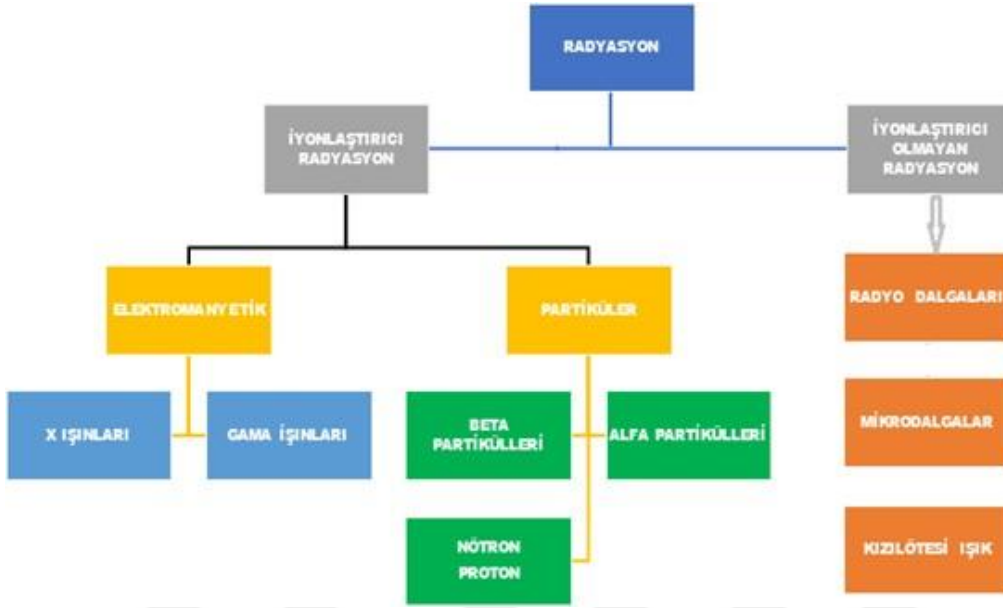 RADYASYON
İYONLAŞTIRICI
RADYASYON
İYONLAŞTIRICI
OLMAYAN
RADYASYON
ELEKTROMANYETİK
PARTİKÜLER
RADYO DALGALARI
X IŞINLARI
GAMA İŞINLARI
BETA
PARTİKÜLLERİ
ALFA PARTİKÜLLERİ
MİKRODALGALAR
NÖTRON
PROTON
KIZILÖTESİ IŞIK